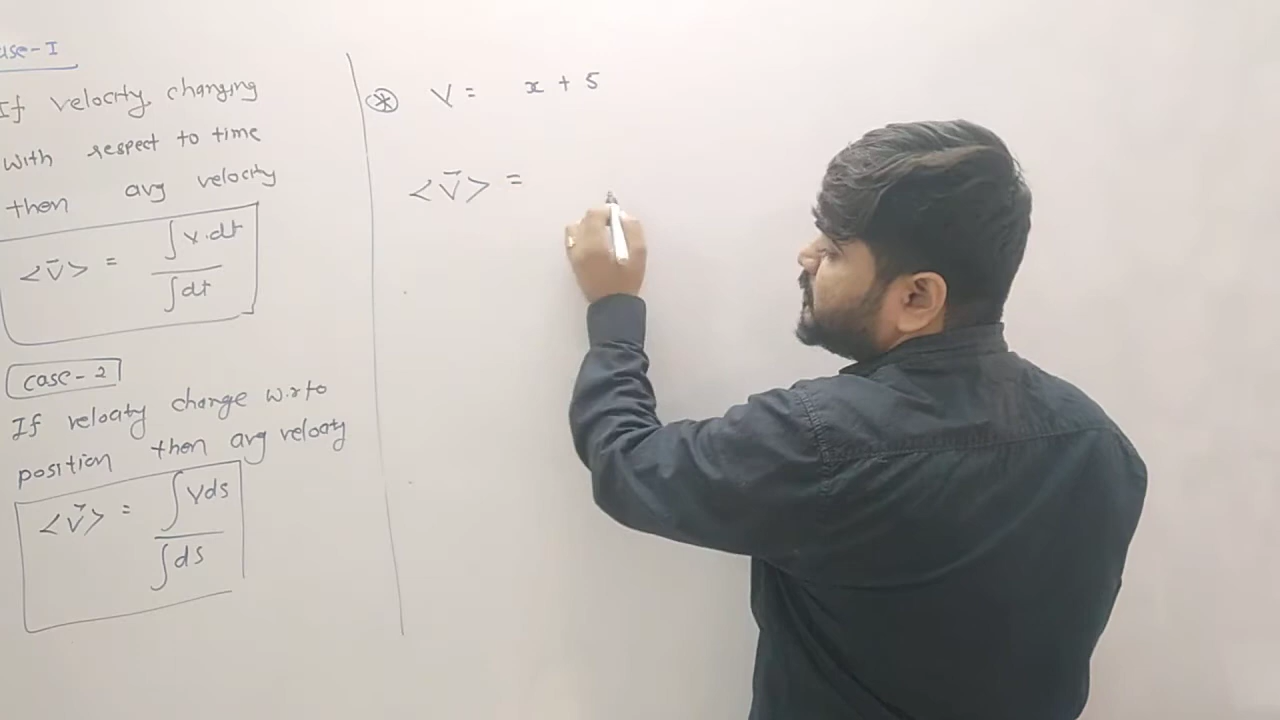 ase-I
If velocity changing
with respect to time
then avg velocity
<v̄> = ∫v.dt / ∫dt
case-2
If velocity change w.r to
position then avg velocity
<v̄> = ∫vds / ∫ds
* V = x + 5
<v̄> =